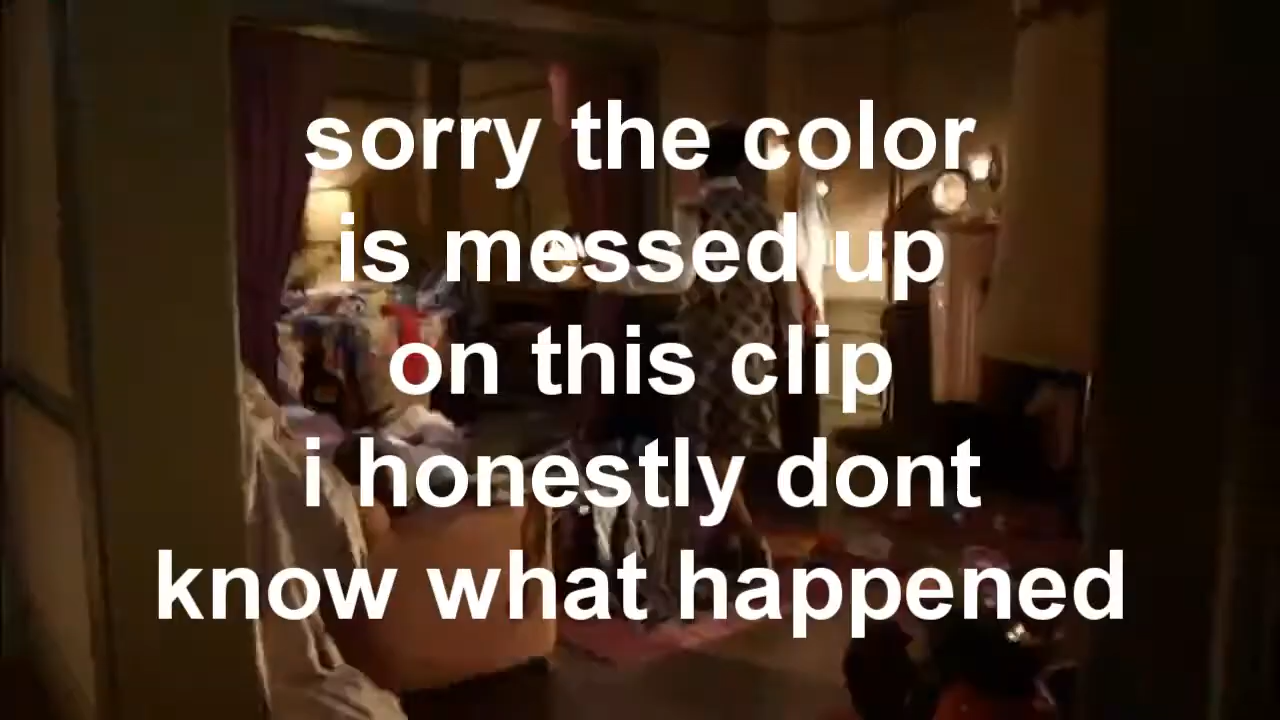 sorry the color
is messed up
on this clip
i honestly dont
know what happened